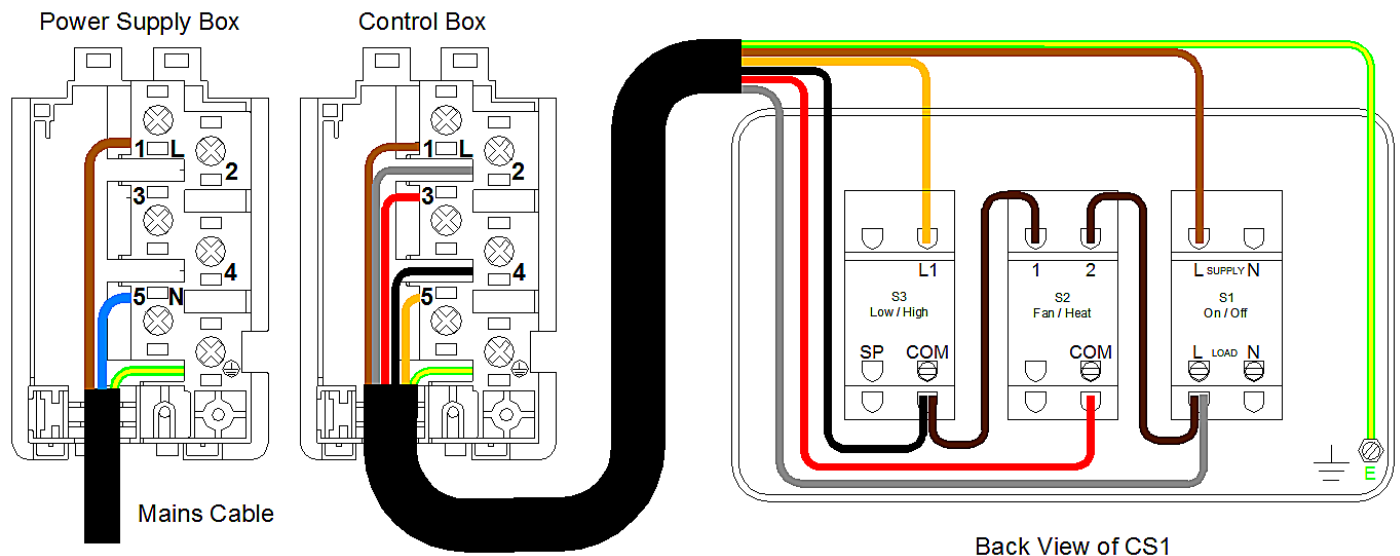 Power Supply Box
Control Box
1 L
2
3
4
5 N
1 L
2
3
4
5
L1
S3
Low / High
SP COM
1 2
S2
Fan / Heat
COM
L SUPPLY N
S1
On / Off
L LOAD N
E
Mains Cable
Back View of CS1